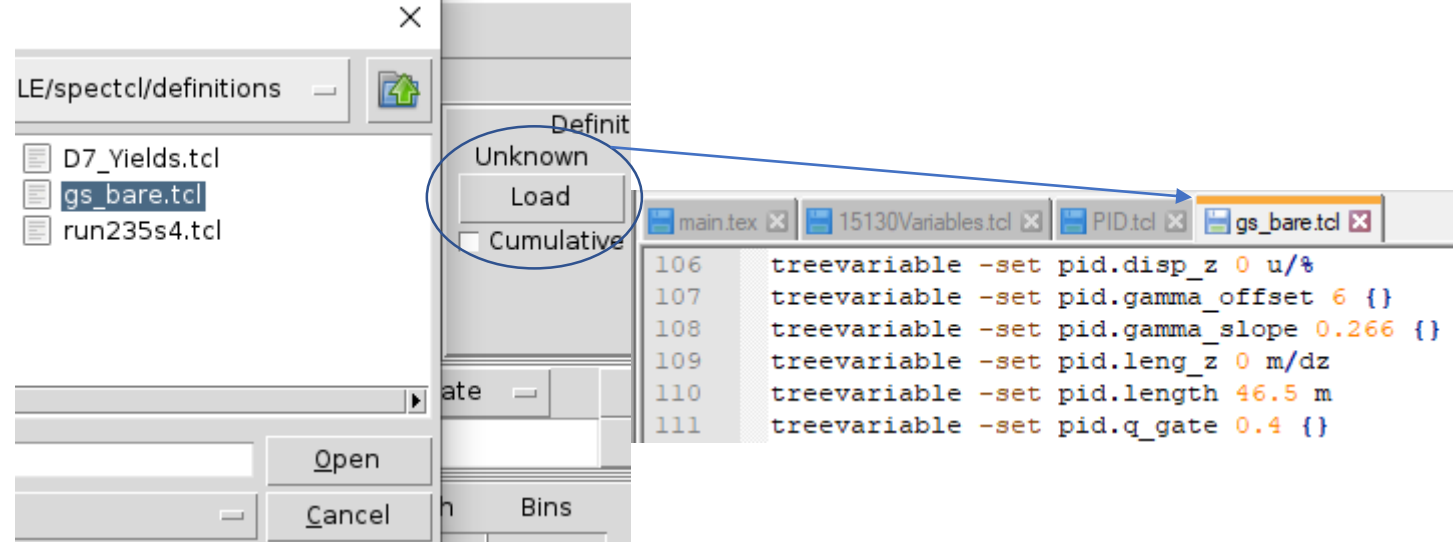 LE/spectcl/definitions
D7_Yields.tcl
gs_bare.tcl
run235s4.tcl
Open
Cancel
Definit
Unknown
Load
Cumulative
ate
h
Bins
main.tex
15130Variables.tcl
PID.tcl
gs_bare.tcl
106 treevariable -set pid.disp_z 0 u/%
107 treevariable -set pid.gamma_offset 6 {}
108 treevariable -set pid.gamma_slope 0.266 {}
109 treevariable -set pid.leng_z 0 m/dz
110 treevariable -set pid.length 46.5 m
111 treevariable -set pid.q_gate 0.4 {}